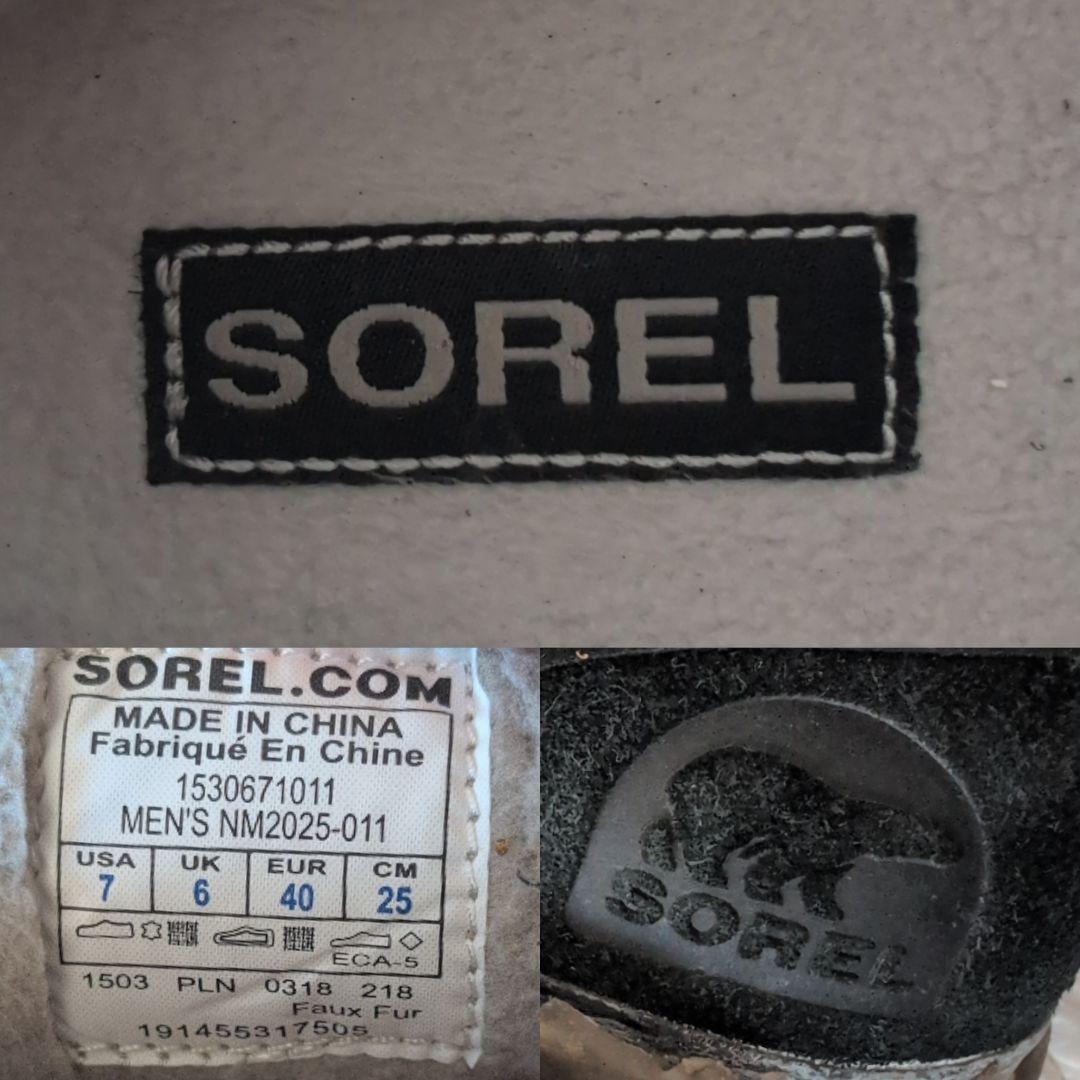 SOREL
SOREL.COM
MADE IN CHINA
Fabriqué En Chine
1530671011
MEN'S NM2025-011
USA UK EUR CM
7 6 40 25
ECA-5
1503 PLN 0318 218
Faux Fur
191455317505
SOREL